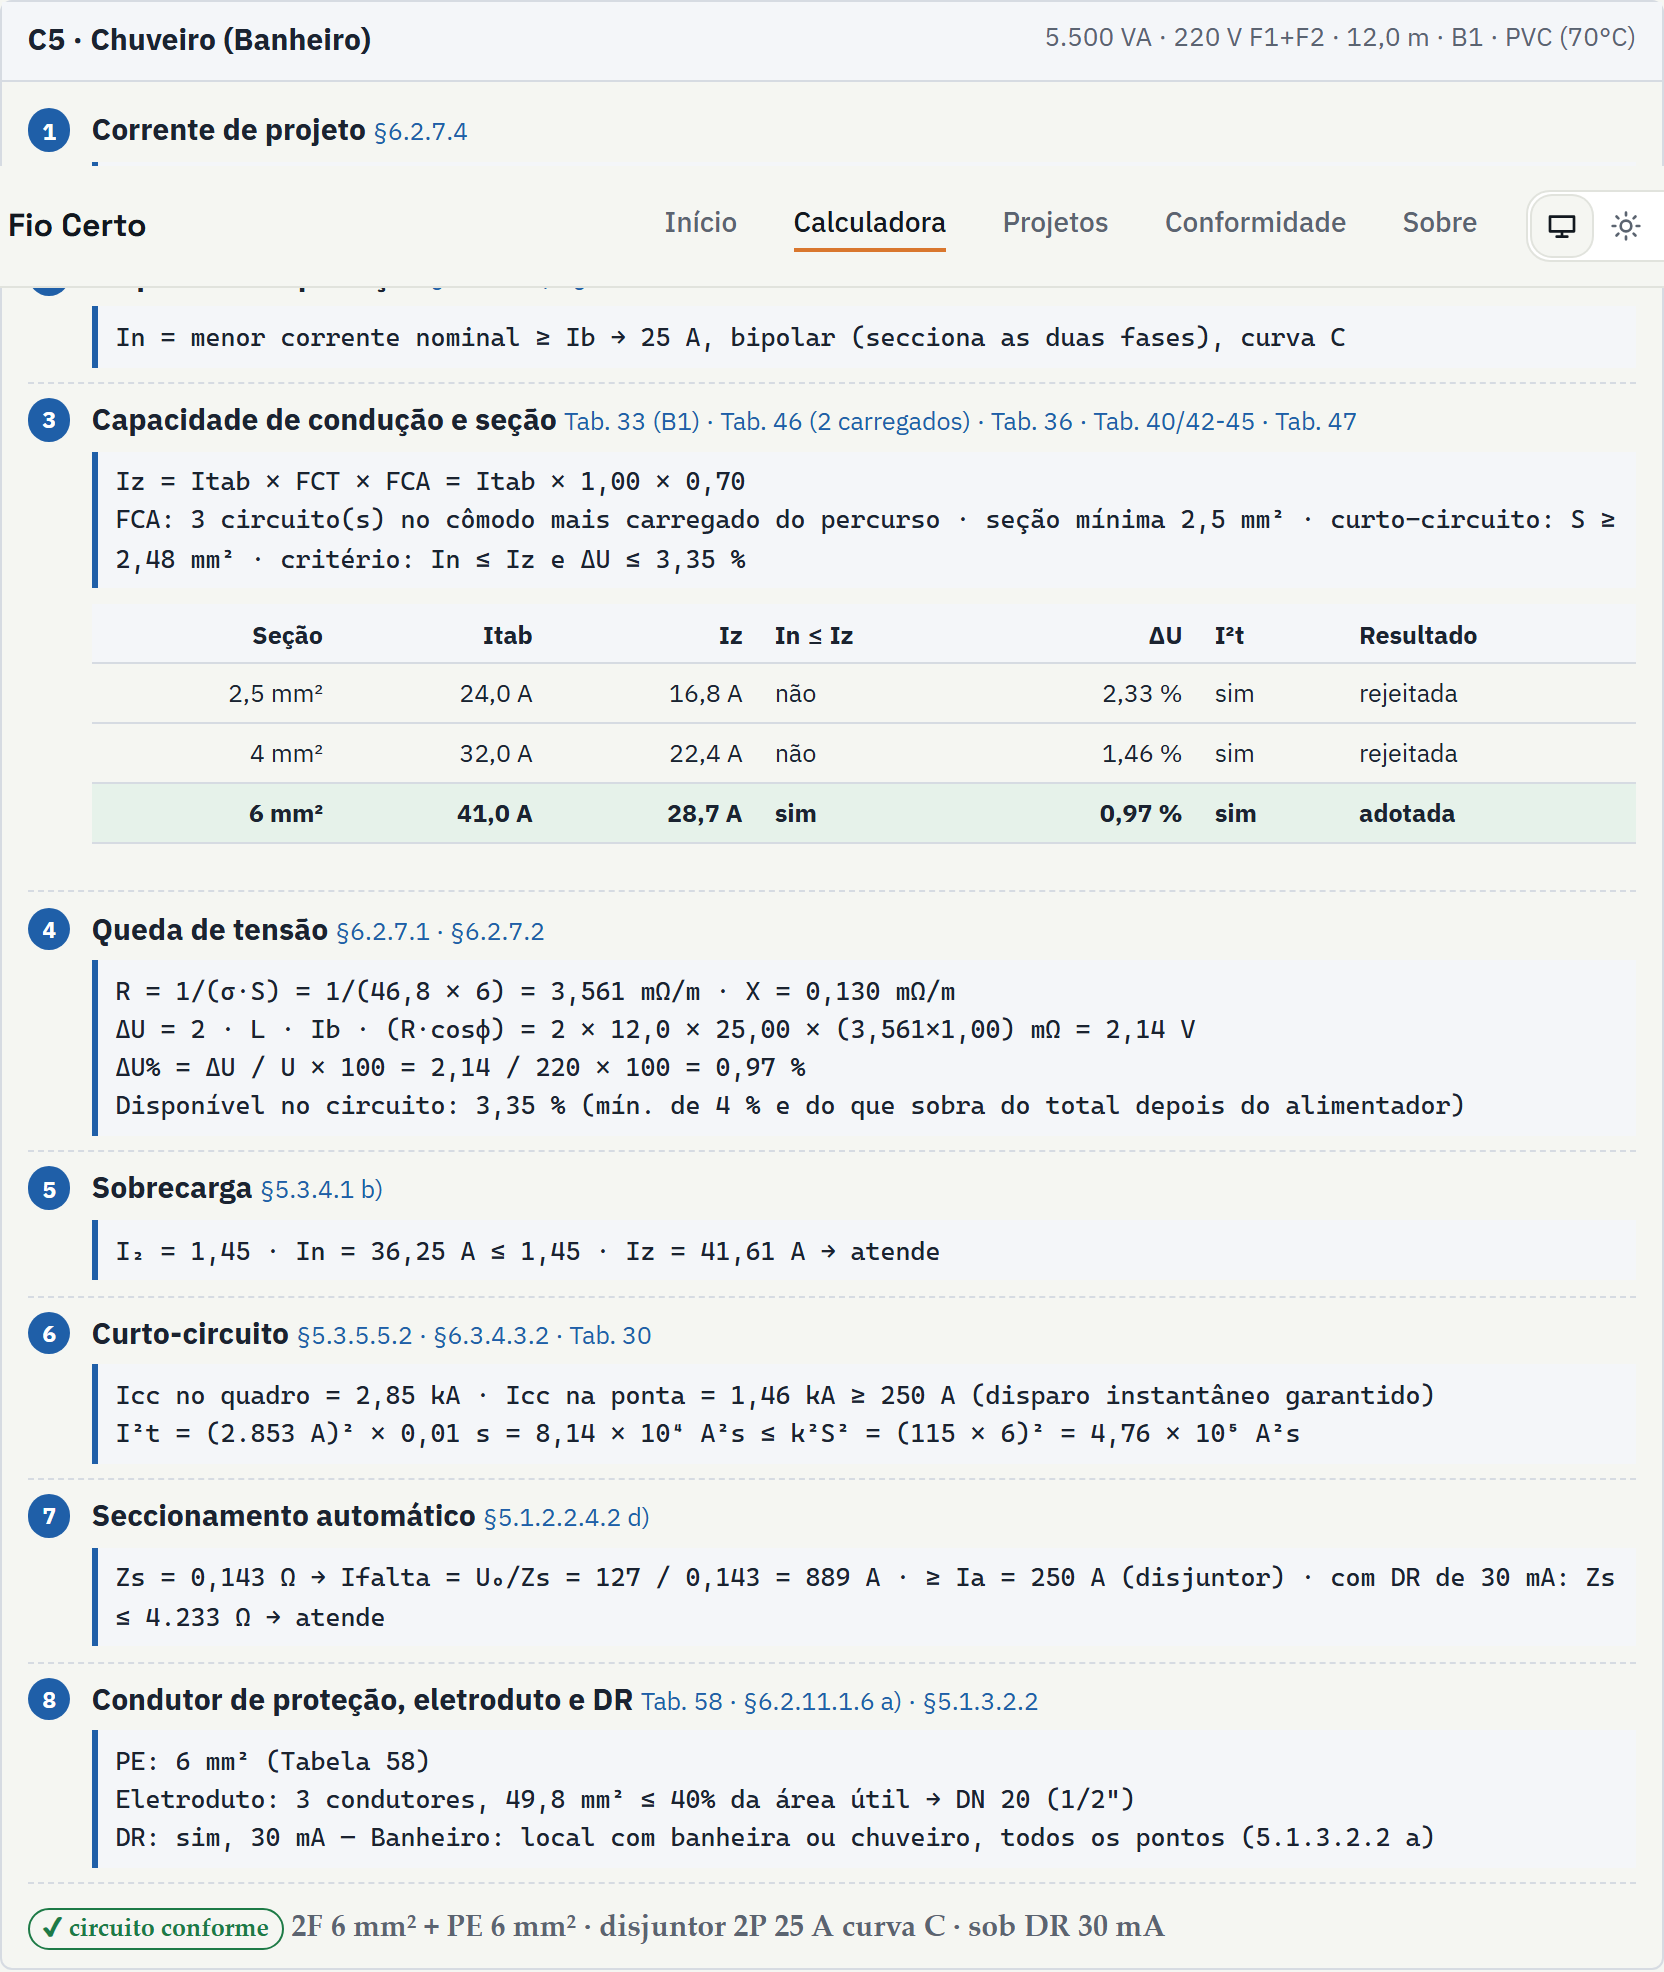 C5 · Chuveiro (Banheiro)
5.500 VA · 220 V F1+F2 · 12,0 m · B1 · PVC (70°C)
1 Corrente de projeto §6.2.7.4
Fio Certo
Início Calculadora Projetos Conformidade Sobre
In = menor corrente nominal ≥ Ib → 25 A, bipolar (secciona as duas fases), curva C
3 Capacidade de condução e seção Tab. 33 (B1) · Tab. 46 (2 carregados) · Tab. 36 · Tab. 40/42-45 · Tab. 47
Iz = Itab × FCT × FCA = Itab × 1,00 × 0,70
FCA: 3 circuito(s) no cômodo mais carregado do percurso · seção mínima 2,5 mm² · curto-circuito: S ≥
2,48 mm² · critério: In ≤ Iz e ΔU ≤ 3,35 %
Seção Itab Iz In ≤ Iz ΔU I²t Resultado
2,5 mm² 24,0 A 16,8 A não 2,33 % sim rejeitada
4 mm² 32,0 A 22,4 A não 1,46 % sim rejeitada
6 mm² 41,0 A 28,7 A sim 0,97 % sim adotada
4 Queda de tensão §6.2.7.1 · §6.2.7.2
R = 1/(σ·S) = 1/(46,8 × 6) = 3,561 mΩ/m · X = 0,130 mΩ/m
ΔU = 2 · L · Ib · (R·cosϕ) = 2 × 12,0 × 25,00 × (3,561×1,00) mΩ = 2,14 V
ΔU% = ΔU / U × 100 = 2,14 / 220 × 100 = 0,97 %
Disponível no circuito: 3,35 % (mín. de 4 % e do que sobra do total depois do alimentador)
5 Sobrecarga §5.3.4.1 b)
I₂ = 1,45 · In = 36,25 A ≤ 1,45 · Iz = 41,61 A → atende
6 Curto-circuito §5.3.5.5.2 · §6.3.4.3.2 · Tab. 30
Icc no quadro = 2,85 kA · Icc na ponta = 1,46 kA ≥ 250 A (disparo instantâneo garantido)
I²t = (2.853 A)² × 0,01 s = 8,14 × 10⁴ A²s ≤ k²S² = (115 × 6)² = 4,76 × 10⁵ A²s
7 Seccionamento automático §5.1.2.2.4.2 d)
Zs = 0,143 Ω → Ifalta = U₀/Zs = 127 / 0,143 = 889 A · ≥ Ia = 250 A (disjuntor) · com DR de 30 mA: Zs
≤ 4.233 Ω → atende
8 Condutor de proteção, eletroduto e DR Tab. 58 · §6.2.11.1.6 a) · §5.1.3.2.2
PE: 6 mm² (Tabela 58)
Eletroduto: 3 condutores, 49,8 mm² ≤ 40% da área útil → DN 20 (1/2")
DR: sim, 30 mA — Banheiro: local com banheira ou chuveiro, todos os pontos (5.1.3.2.2 a)
✓ circuito conforme 2F 6 mm² + PE 6 mm² · disjuntor 2P 25 A curva C · sob DR 30 mA